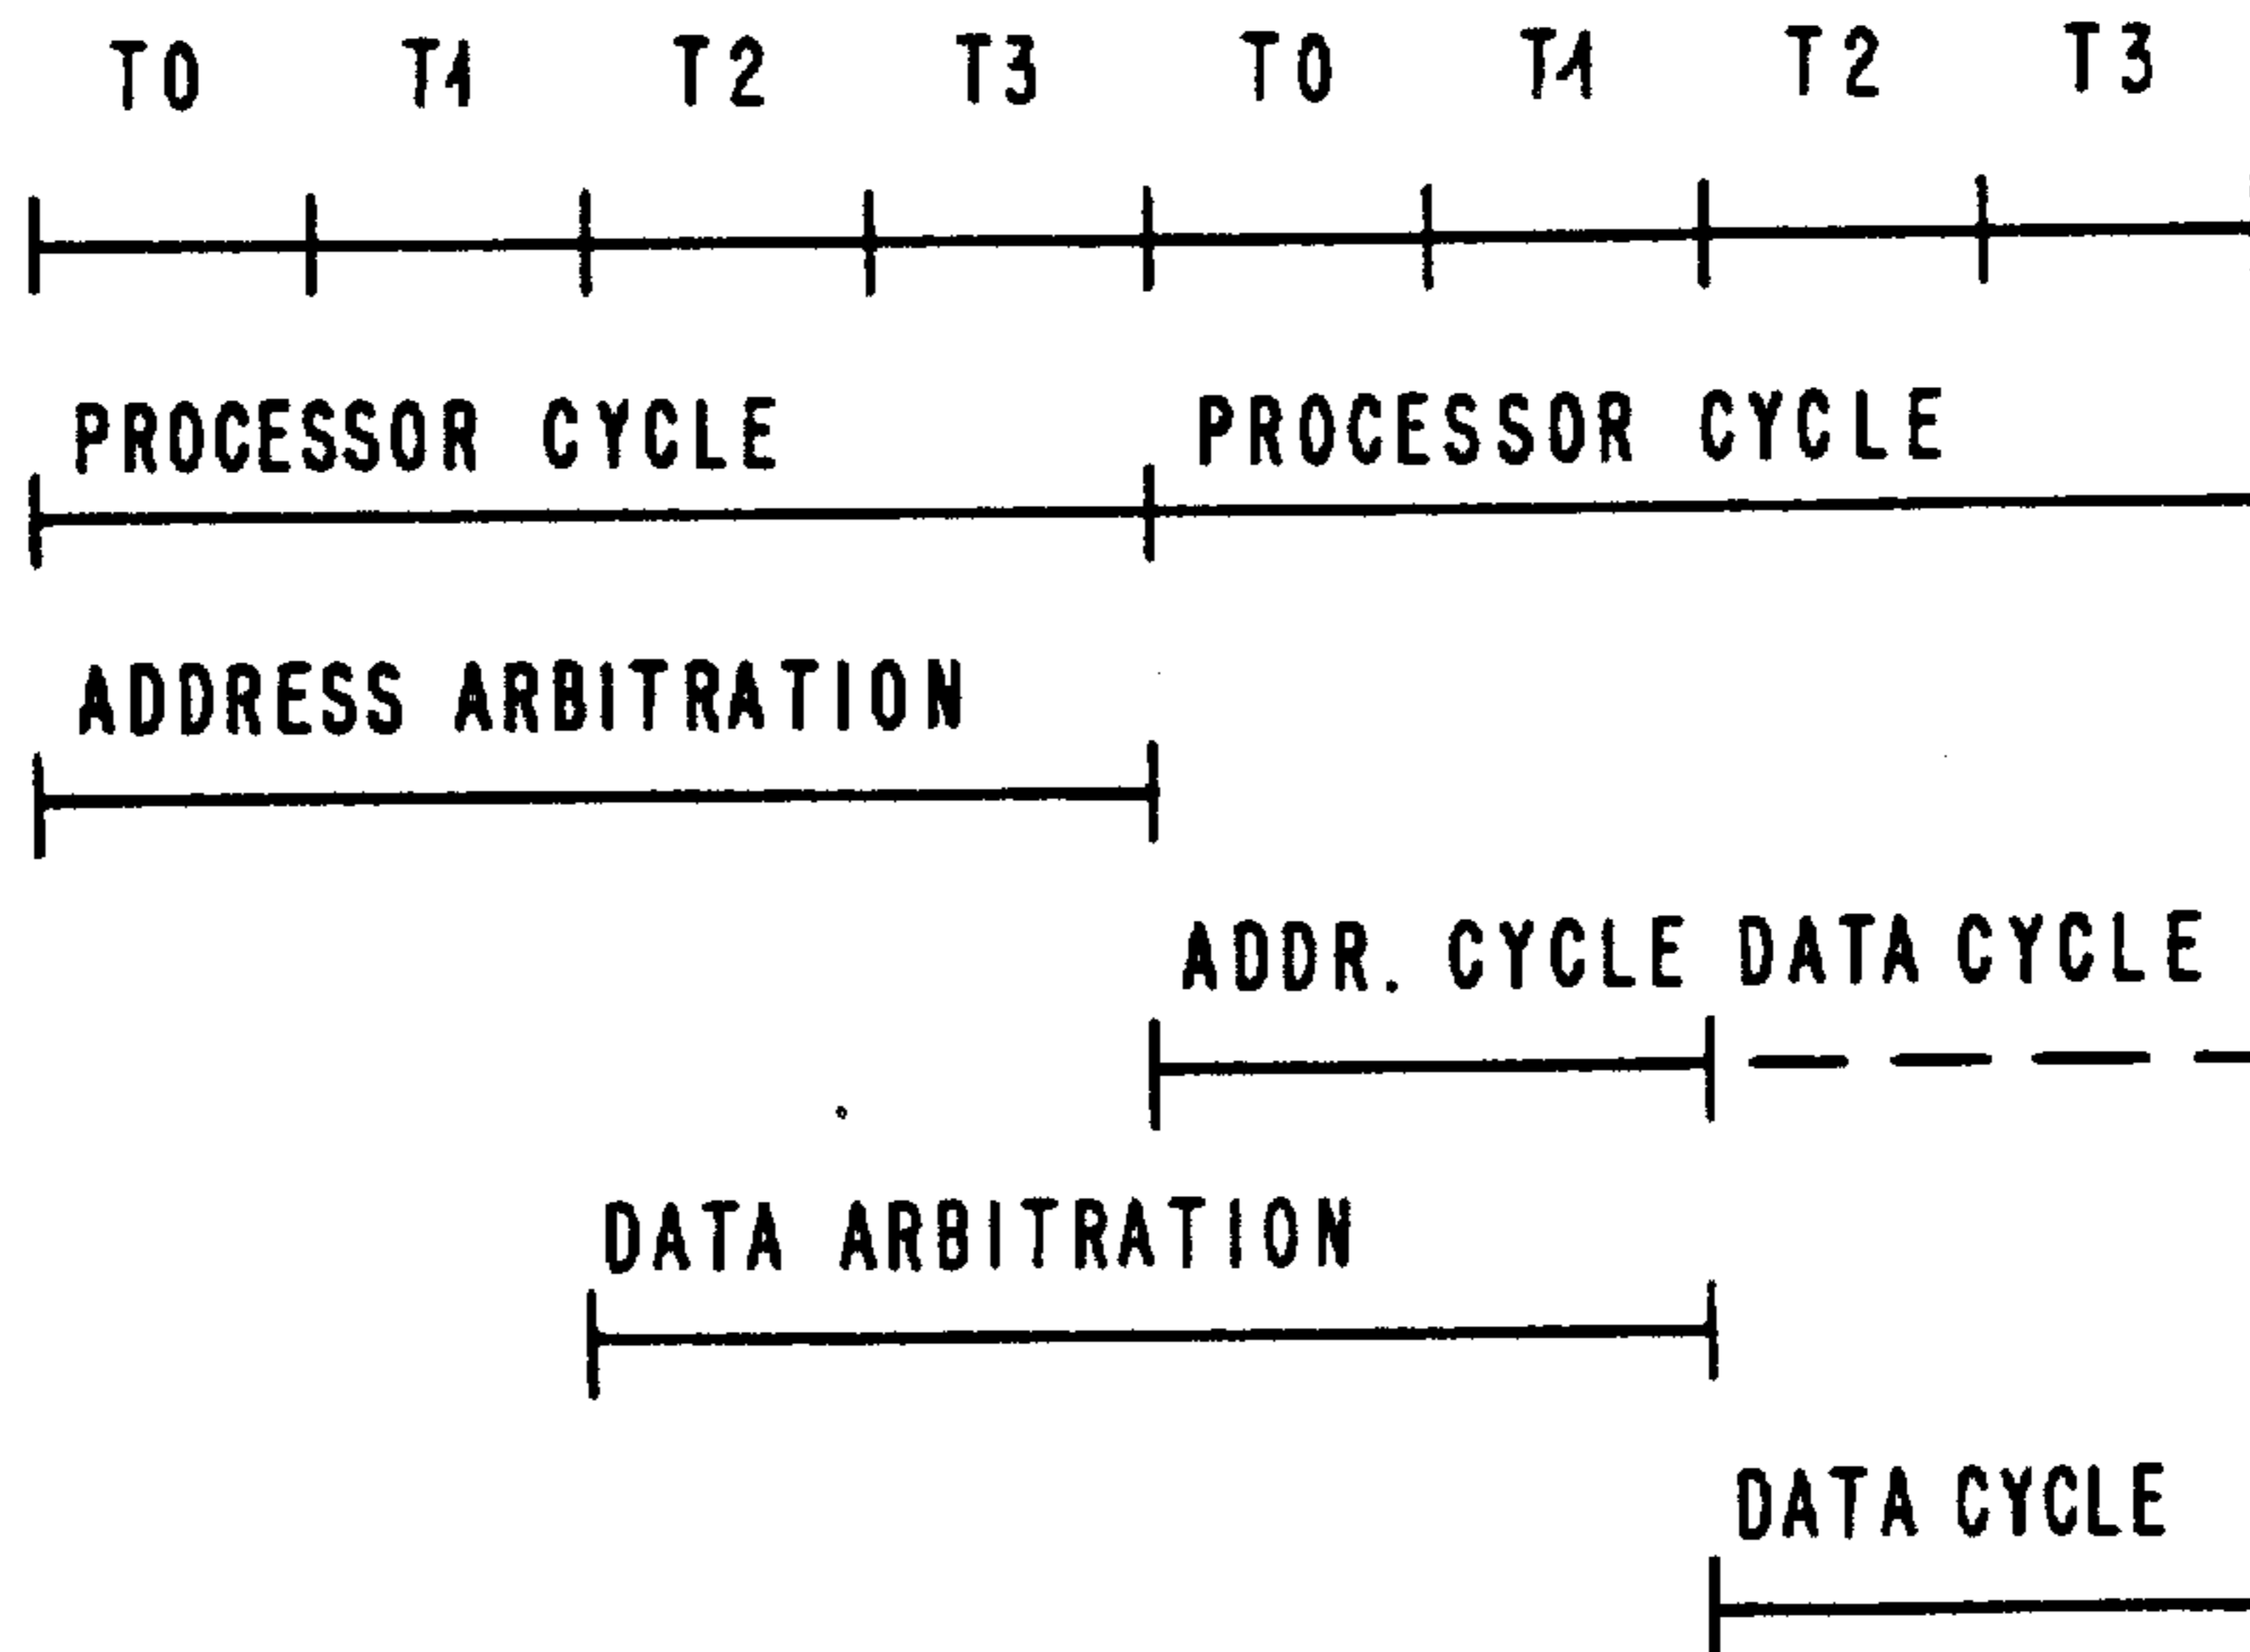 T0 T1 T2 T3 T0 T1 T2 T3
PROCESSOR CYCLE PROCESSOR CYCLE
ADDRESS ARBITRATION
ADDR. CYCLE DATA CYCLE
DATA ARBITRATION
DATA CYCLE